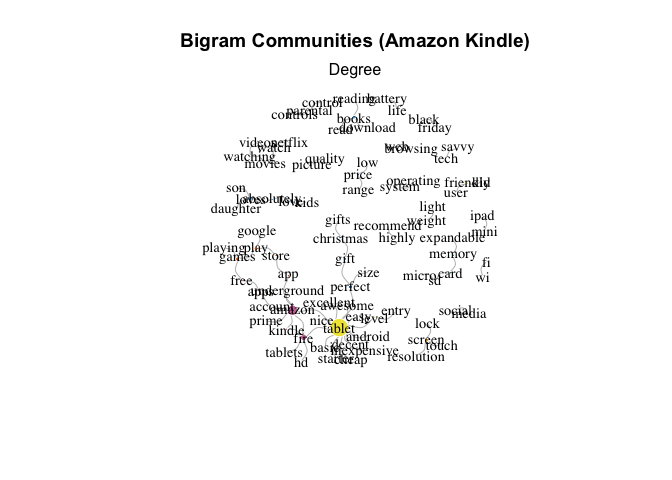 Bigram Communities (Amazon Kindle)
Degree
reading
battery
control
parental
life
controls
books
black
read
download
friday
video
netflix
watch
web
browsing
savvy
watching
quality
tech
movies
picture
low
price
operating
friendly
old
son
range
system
user
loves
absolutely
love
kids
daughter
light
weight
gifts
ipad
recommend
google
christmas
highly
expandable
mini
playing
play
games
store
gift
memory
fi
app
size
micro
card
wi
free
sd
apps
underground
perfect
account
excellent
awesome
amazon
entry
social
easy
media
prime
nice
level
lock
kindle
tablet
fire
android
screen
touch
tablets
basic
decent
inexpensive
hd
starter
cheap
resolution